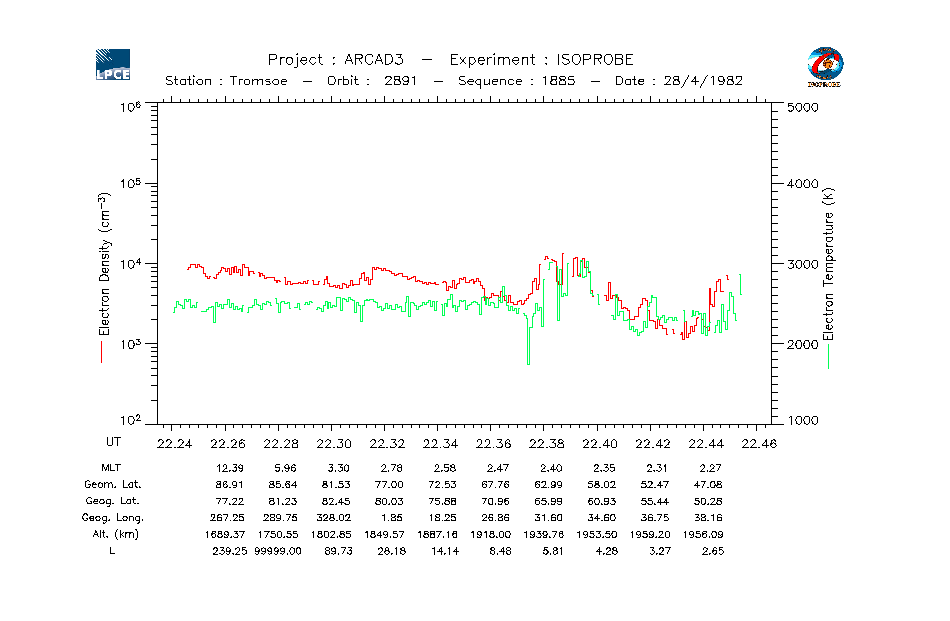 LPCE
Project : ARCAD3 — Experiment : ISOPROBE
Station : Tromsoe — Orbit : 2891 — Sequence : 1885 — Date : 28/4/1982
ISOPROBE
10⁶ 5000
10⁵ 4000
10⁴ 3000
10³ 2000
10² 1000
Electron Density (cm⁻³)
Electron Temperature (K)
UT 22.24 22.26 22.28 22.30 22.32 22.34 22.36 22.38 22.40 22.42 22.44 22.46
MLT 12.39 5.96 3.30 2.78 2.58 2.47 2.40 2.35 2.31 2.27
Geom. Lat. 86.91 85.64 81.53 77.00 72.53 67.76 62.99 58.02 52.47 47.08
Geog. Lat. 77.22 81.23 82.45 80.03 75.88 70.96 65.99 60.93 55.44 50.28
Geog. Long. 267.25 289.75 328.02 1.85 18.25 26.86 31.60 34.60 36.75 38.16
Alt. (km) 1689.37 1750.55 1802.85 1849.57 1887.16 1918.00 1939.76 1953.50 1959.20 1956.09
L 239.25 99999.00 89.73 28.18 14.14 8.48 5.81 4.28 3.27 2.65